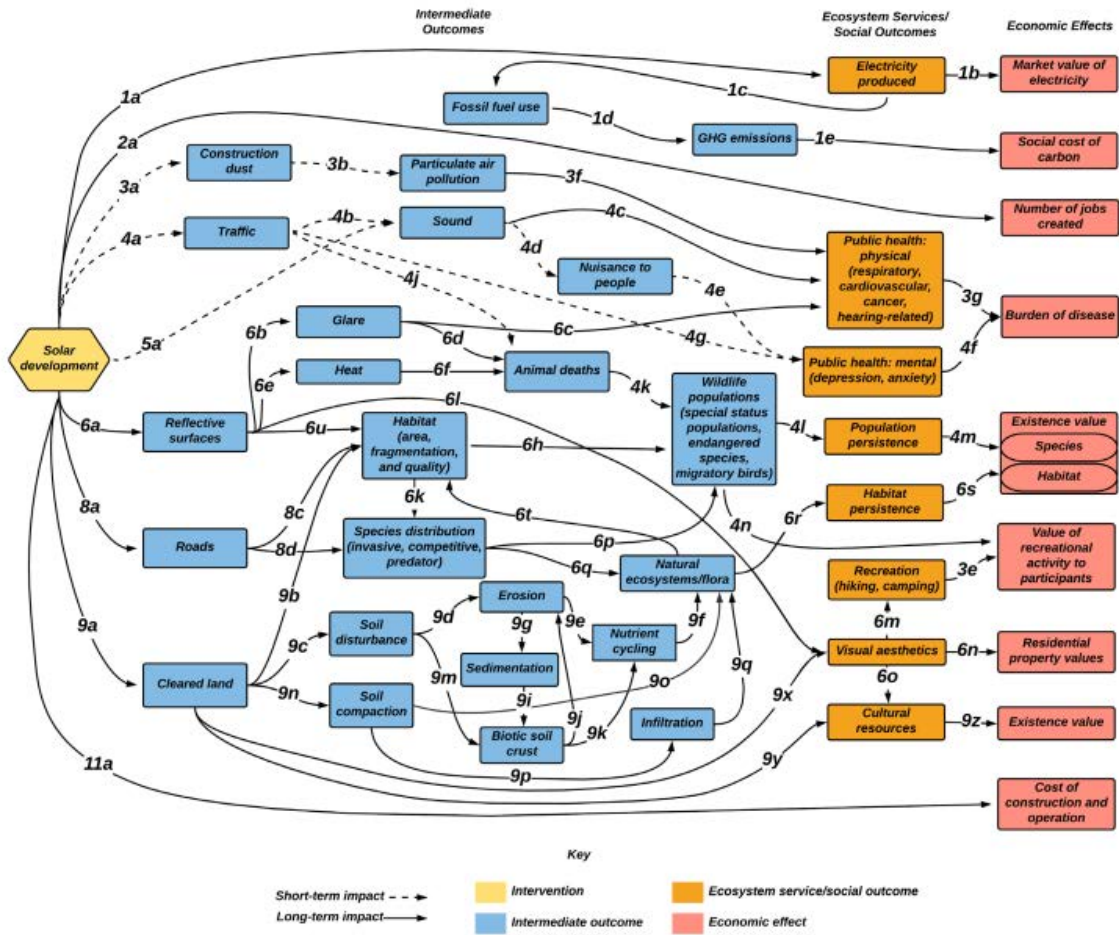 Intermediate
Outcomes
Ecosystem Services/
Social Outcomes
Economic Effects
Electricity
produced
1b
Market value of
electricity
1a
1c
Fossil fuel use
1d
GHG emissions
1e
Social cost of
carbon
2a
Construction
dust
3a
3b
Particulate air
pollution
3f
Number of jobs
created
Traffic
4a
4b
Sound
4c
4d
Nuisance to
people
4e
4j
4g
Public health:
physical
(respiratory,
cardiovascular,
cancer,
hearing-related)
3g
Burden of disease
4f
Public health: mental
(depression, anxiety)
Solar
development
5a
6b
Glare
6c
6d
6e
Heat
6f
Animal deaths
4k
Wildlife
populations
(special status
populations,
endangered
species,
migratory birds)
6a
Reflective
surfaces
6l
6u
Habitat
(area,
fragmentation,
and quality)
6h
4l
Population
persistence
4m
Existence value
Species
Habitat
6k
8a
Roads
8c
8d
Species distribution
(invasive, competitive,
predator)
6t
6p
6q
Natural
ecosystems/flora
6r
Habitat
persistence
6s
4n
Value of
recreational
activity to
participants
Recreation
(hiking, camping)
3e
9a
9b
9c
Soil
disturbance
9d
Erosion
9e
9g
Nutrient
cycling
9f
6m
Visual aesthetics
6n
Residential
property values
6o
Cleared land
9n
Soil
compaction
9m
Sedimentation
9i
9j
9k
9o
9q
Biotic soil
crust
Infiltration
9p
9x
9y
Cultural
resources
9z
Existence value
11a
Cost of
construction and
operation
Key
Short-term impact
Long-term impact
Intervention
Intermediate outcome
Ecosystem service/social outcome
Economic effect